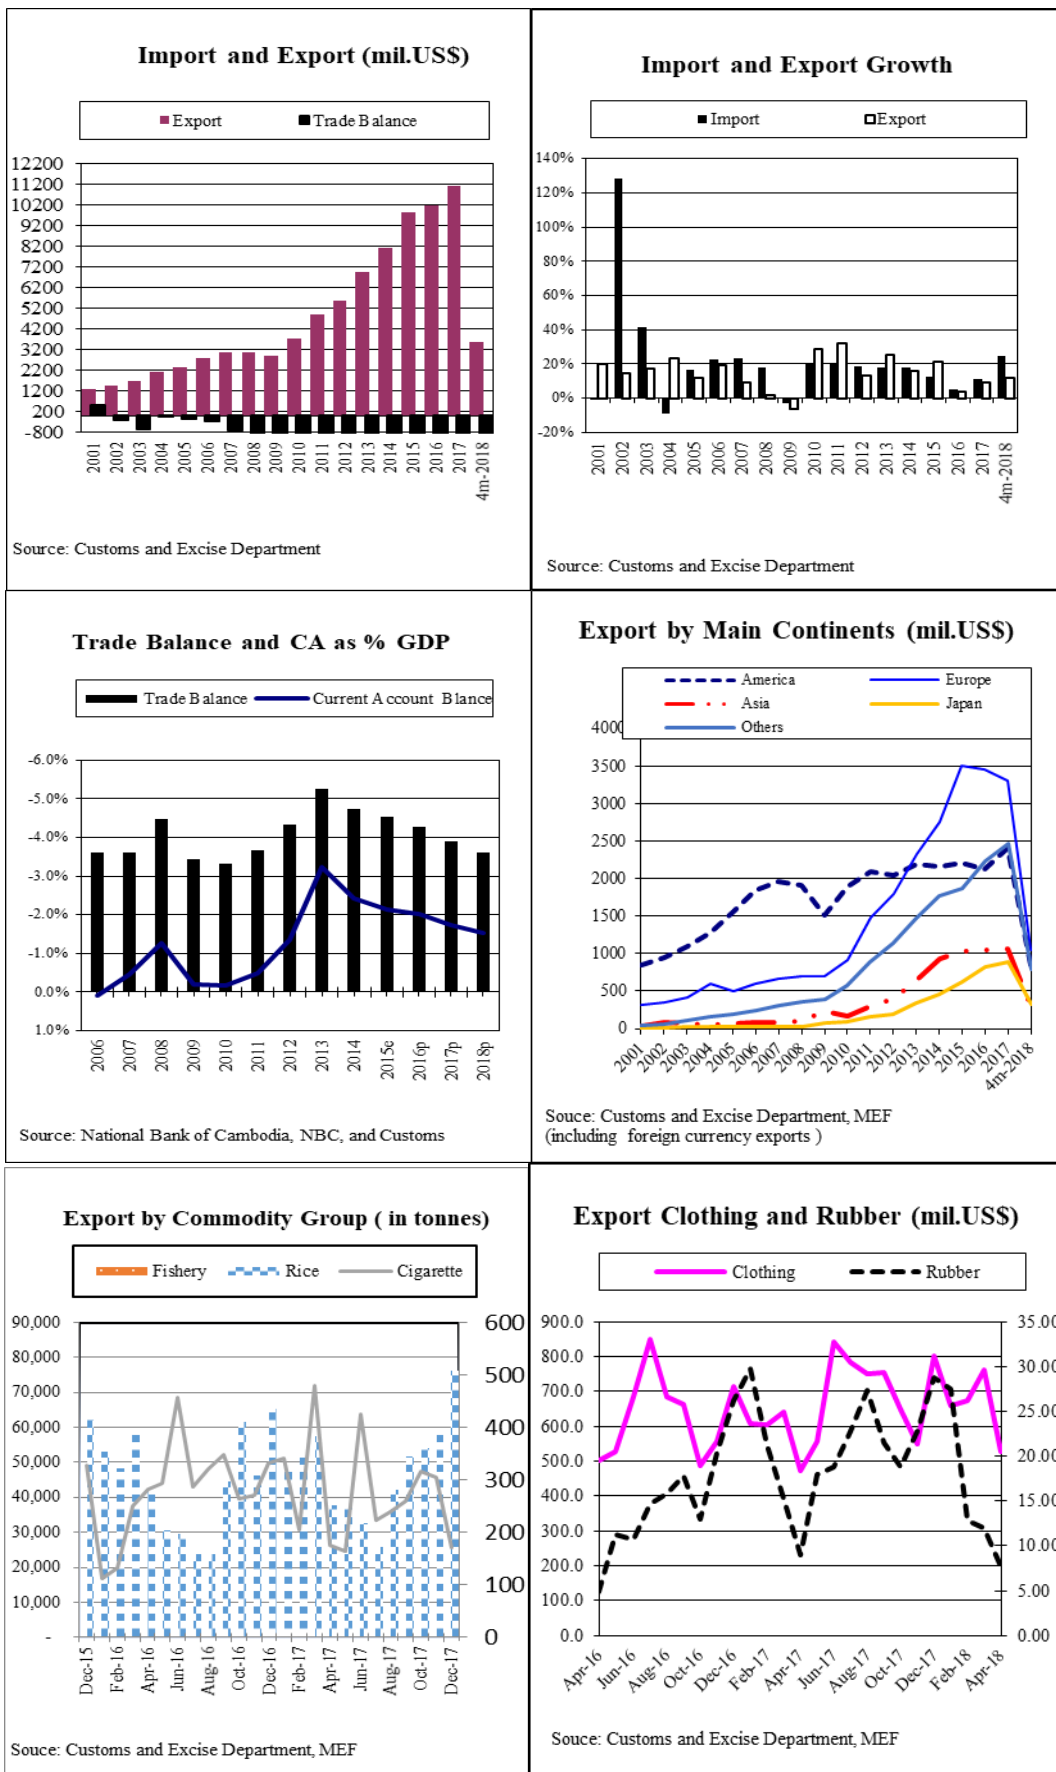 Import and Export (mil.US$)
Export
Trade Balance
12200
11200
10200
9200
8200
7200
6200
5200
4200
3200
2200
1200
200
-800
2001
2002
2003
2004
2005
2006
2007
2008
2009
2010
2011
2012
2013
2014
2015
2016
2017
4m-2018
Source: Customs and Excise Department
Import and Export Growth
Import
Export
140%
120%
100%
80%
60%
40%
20%
0%
-20%
2001
2002
2003
2004
2005
2006
2007
2008
2009
2010
2011
2012
2013
2014
2015
2016
2017
4m-2018
Source: Customs and Excise Department
Trade Balance and CA as % GDP
Trade Balance
Current Account Blance
-6.0%
-5.0%
-4.0%
-3.0%
-2.0%
-1.0%
0.0%
1.0%
2006
2007
2008
2009
2010
2011
2012
2013
2014
2015e
2016p
2017p
2018p
Source: National Bank of Cambodia, NBC, and Customs
Export by Main Continents (mil.US$)
America
Europe
Asia
Japan
Others
4000
3500
3000
2500
2000
1500
1000
500
0
2001
2002
2003
2004
2005
2006
2007
2008
2009
2010
2011
2012
2013
2014
2015
2016
2017
4m-2018
Souce: Customs and Excise Department, MEF
(including foreign currency exports )
Export by Commodity Group ( in tonnes)
Fishery
Rice
Cigarette
90,000
80,000
70,000
60,000
50,000
40,000
30,000
20,000
10,000
-
600
500
400
300
200
100
0
Dec-15
Feb-16
Apr-16
Jun-16
Aug-16
Oct-16
Dec-16
Feb-17
Apr-17
Jun-17
Aug-17
Oct-17
Dec-17
Souce: Customs and Excise Department, MEF
Export Clothing and Rubber (mil.US$)
Clothing
Rubber
900.0
800.0
700.0
600.0
500.0
400.0
300.0
200.0
100.0
0.0
35.00
30.00
25.00
20.00
15.00
10.00
5.00
0.00
Apr-16
Jun-16
Aug-16
Oct-16
Dec-16
Feb-17
Apr-17
Jun-17
Aug-17
Oct-17
Dec-17
Feb-18
Apr-18
Souce: Customs and Excise Department, MEF